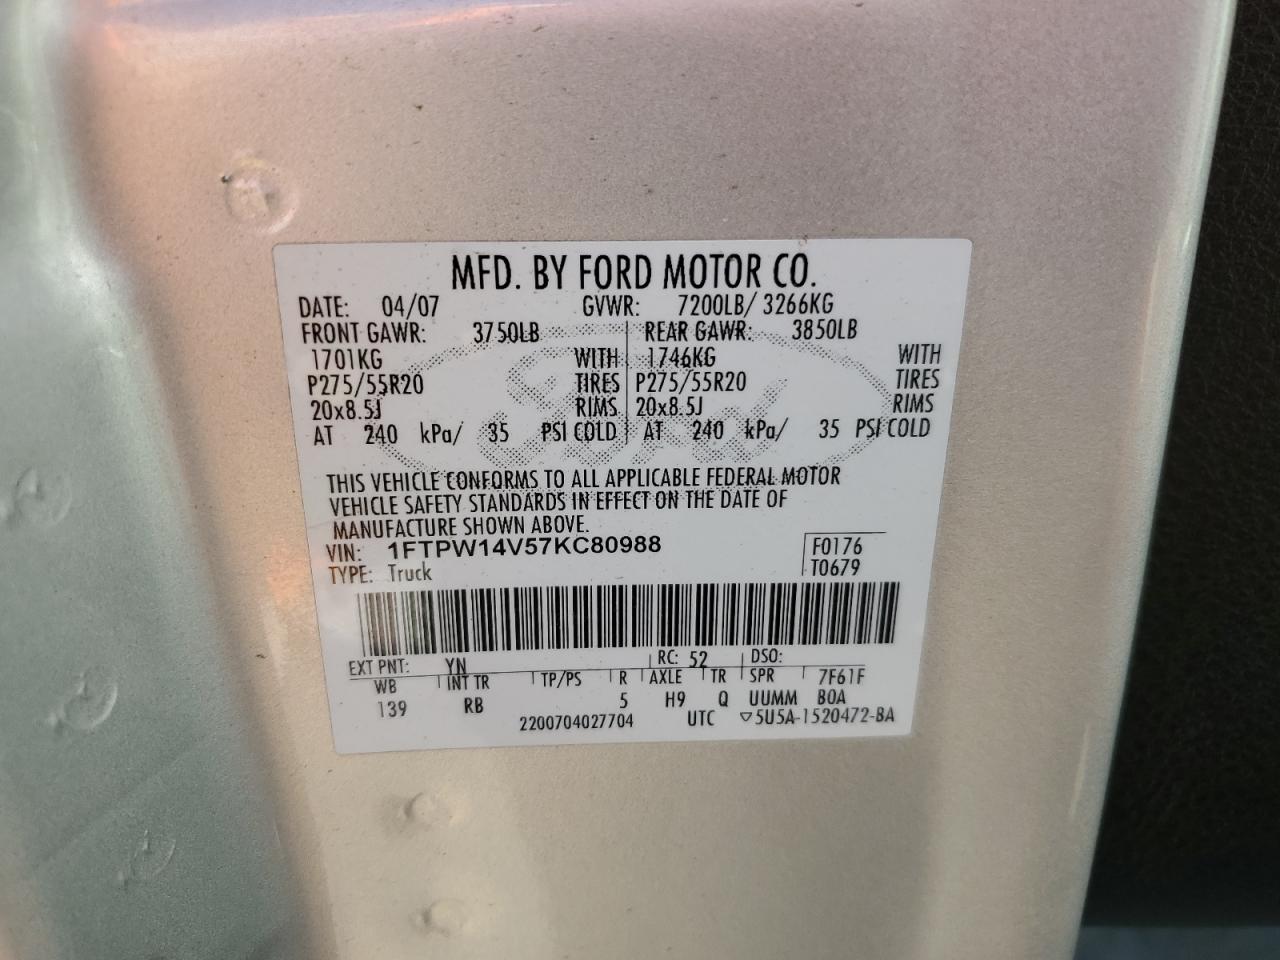 MFD. BY FORD MOTOR CO.
DATE: 04/07 GVWR: 7200LB/ 3266KG
FRONT GAWR: 3750LB REAR GAWR: 3850LB
1701KG WITH 1746KG WITH
P275/55R20 TIRES P275/55R20 TIRES
20x8.5J RIMS 20x8.5J RIMS
AT 240 kPa/ 35 PSI COLD AT 240 kPa/ 35 PSI COLD
THIS VEHICLE CONFORMS TO ALL APPLICABLE FEDERAL MOTOR
VEHICLE SAFETY STANDARDS IN EFFECT ON THE DATE OF
MANUFACTURE SHOWN ABOVE.
VIN: 1FTPW14V57KC80988 F0176
TYPE: Truck T0679
EXT PNT: YN RC: 52 DSO:
WB INT TR TP/PS R AXLE TR SPR 7F61F
139 RB 5 H9 Q UUMM BOA
2200704027704 UTC ▽5U5A-1520472-BA
Ford